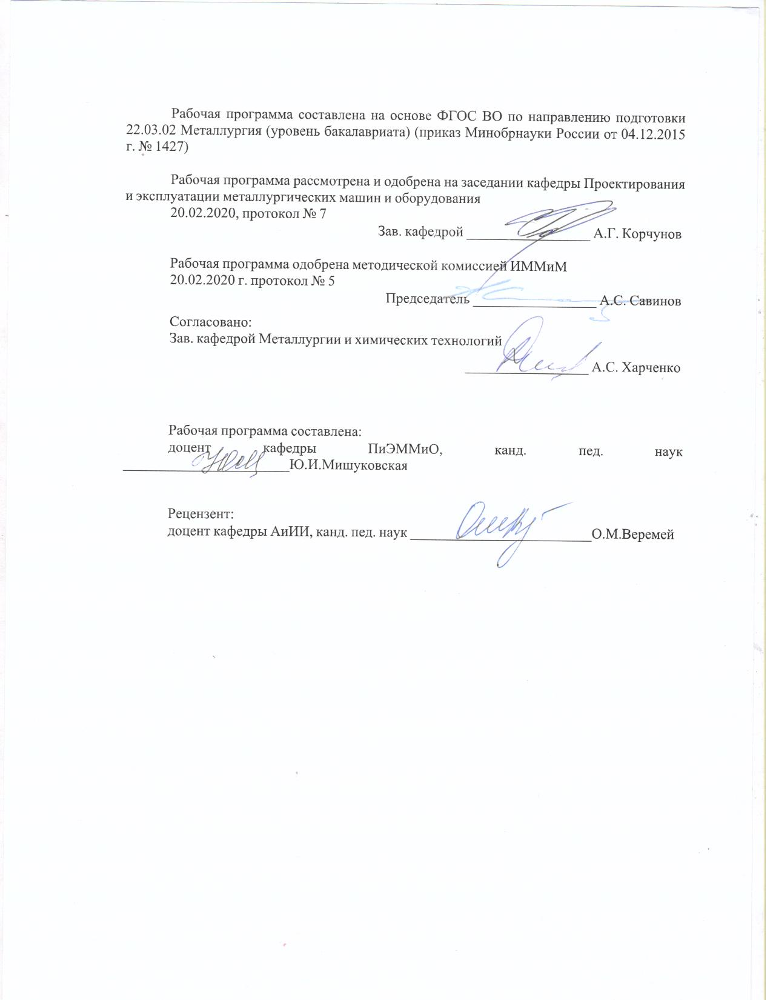 Рабочая программа составлена на основе ФГОС ВО по направлению подготовки
22.03.02 Металлургия (уровень бакалавриата) (приказ Минобрнауки России от 04.12.2015
г. № 1427)
Рабочая программа рассмотрена и одобрена на заседании кафедры Проектирования
и эксплуатации металлургических машин и оборудования
20.02.2020, протокол № 7
Зав. кафедрой ___________________ А.Г. Корчунов
Рабочая программа одобрена методической комиссией ИММиМ
20.02.2020 г. протокол № 5
Председатель ___________________ А.С. Савинов
Согласовано:
Зав. кафедрой Металлургии и химических технологий
___________________ А.С. Харченко
Рабочая программа составлена:
доцент кафедры ПиЭММиО, канд. пед. наук
_________________________Ю.И.Мишуковская
Рецензент:
доцент кафедры АиИИ, канд. пед. наук ___________________________О.М.Веремей